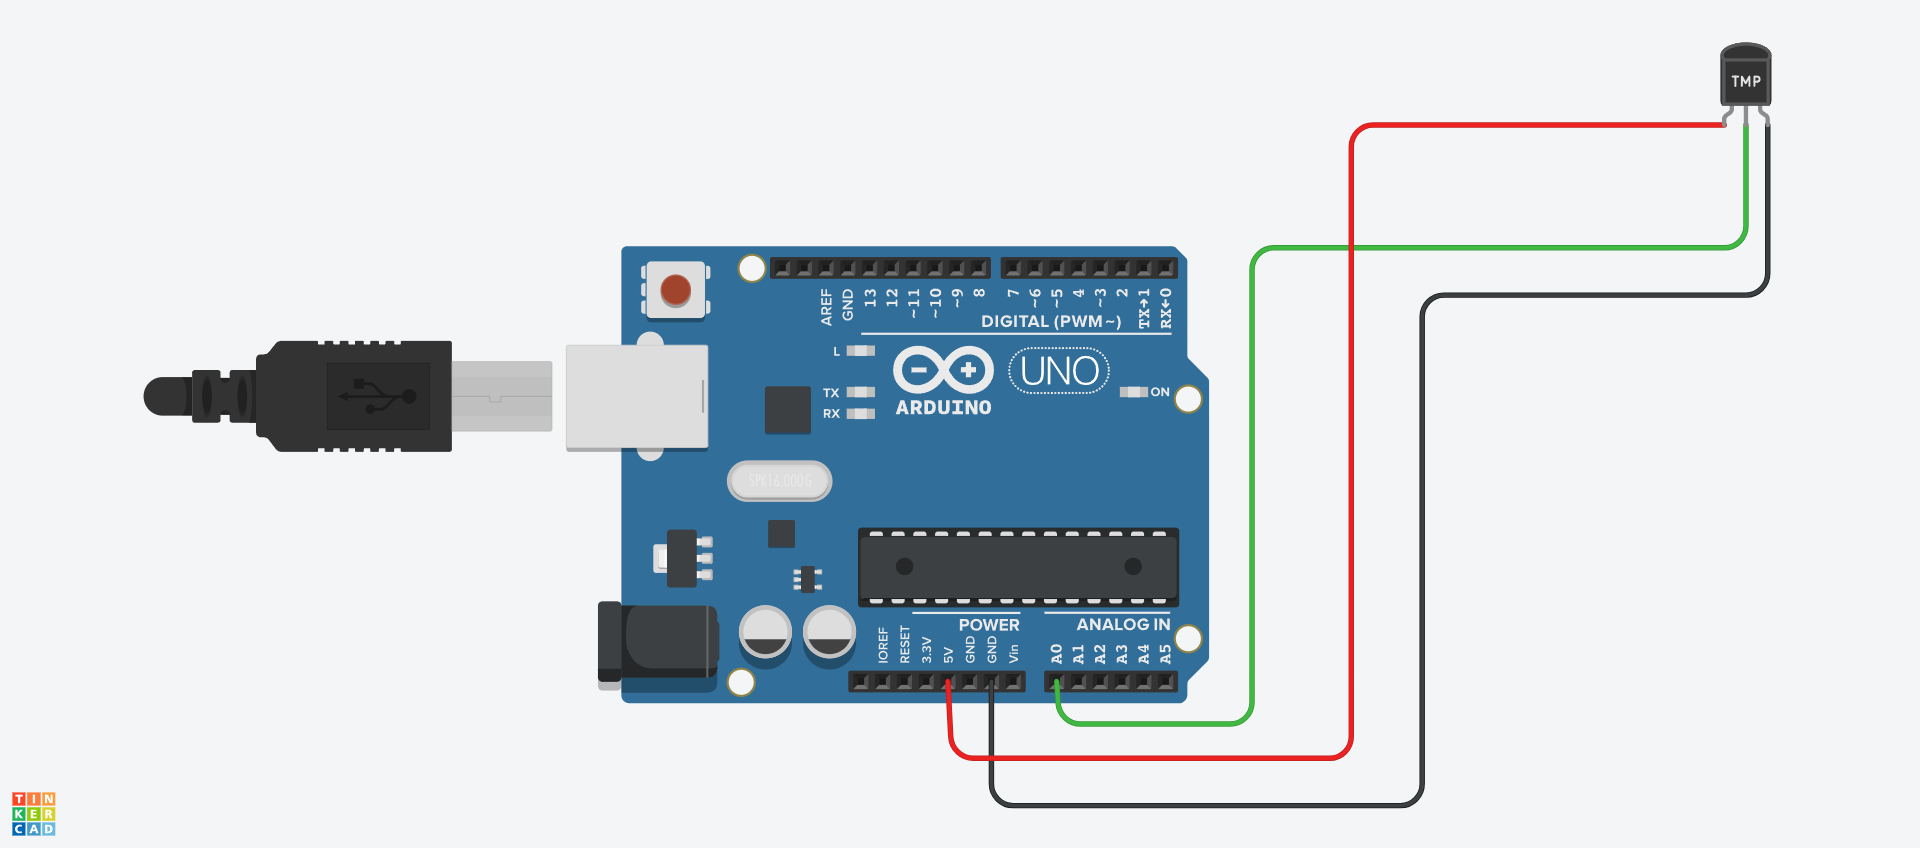 TMP
AREF
GND
13
12
~11
~10
~9
8
7
~6
~5
4
~3
2
TX→1
RX←0
DIGITAL (PWM~)
L
TX
RX
ARDUINO
UNO
ON
SPK16.000G
POWER
ANALOG IN
IOREF
RESET
3.3V
5V
GND
GND
Vin
A0
A1
A2
A3
A4
A5
TIN
KER
CAD